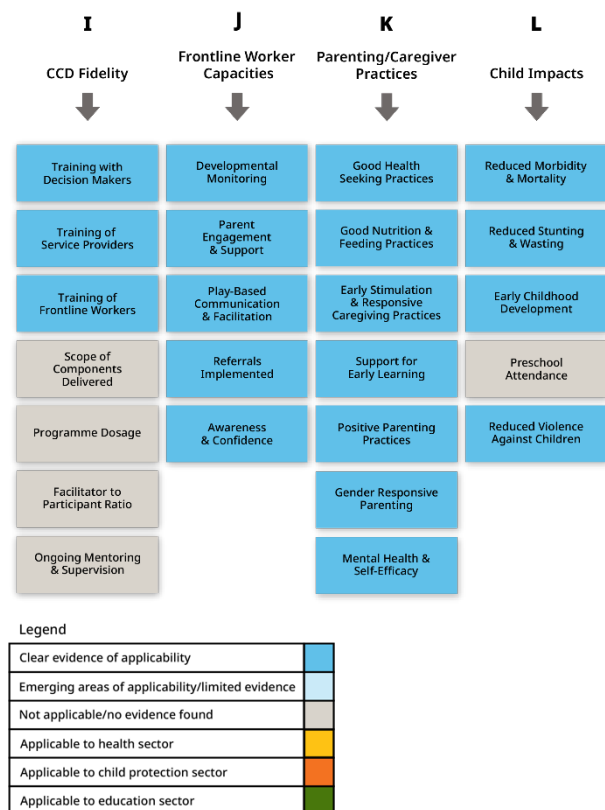 I
CCD Fidelity
Training with
Decision Makers
Training of
Service Providers
Training of
Frontline Workers
Scope of
Components
Delivered
Programme Dosage
Facilitator to
Participant Ratio
Ongoing Mentoring
& Supervision
J
Frontline Worker
Capacities
Developmental
Monitoring
Parent
Engagement
& Support
Play-Based
Communication
& Facilitation
Referrals
Implemented
Awareness
& Confidence
K
Parenting/Caregiver
Practices
Good Health
Seeking Practices
Good Nutrition &
Feeding Practices
Early Stimulation
& Responsive
Caregiving Practices
Support for
Early Learning
Positive Parenting
Practices
Gender Responsive
Parenting
Mental Health &
Self-Efficacy
L
Child Impacts
Reduced Morbidity
& Mortality
Reduced Stunting
& Wasting
Early Childhood
Development
Preschool
Attendance
Reduced Violence
Against Children
Legend
Clear evidence of applicability
Emerging areas of applicability/limited evidence
Not applicable/no evidence found
Applicable to health sector
Applicable to child protection sector
Applicable to education sector